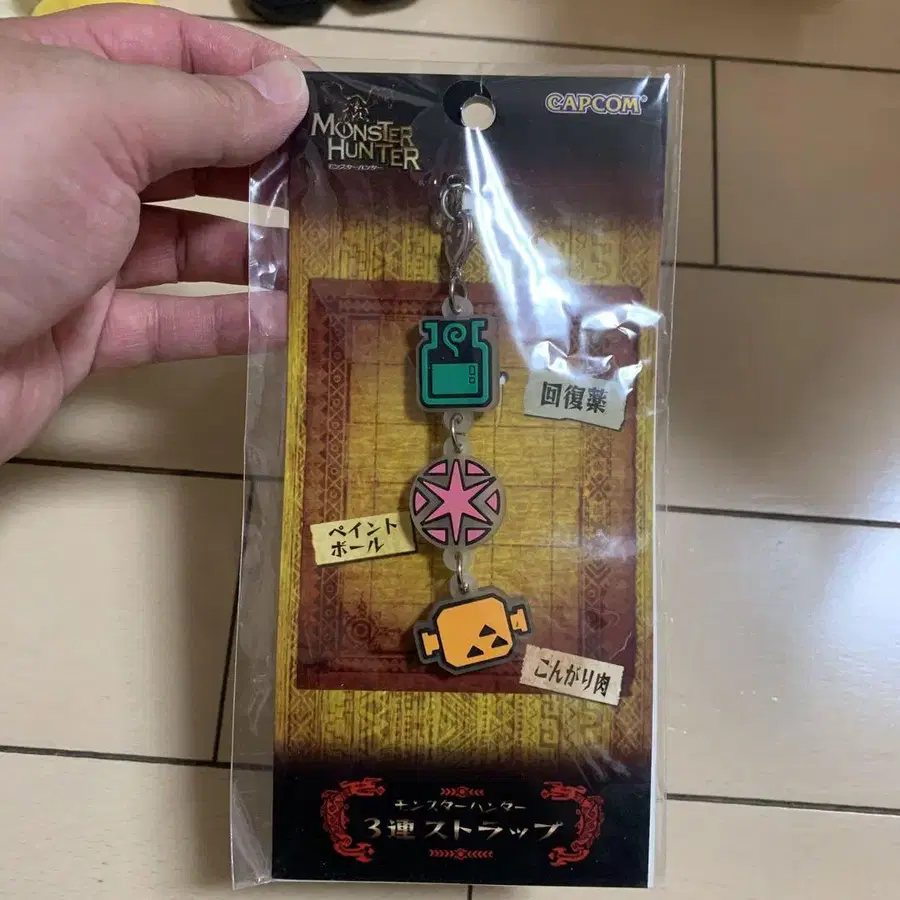 MONSTER HUNTER
モンスターハンター
CAPCOM®
回復薬
ペイント
ボール
こんがり肉
モンスターハンター
3連ストラップ